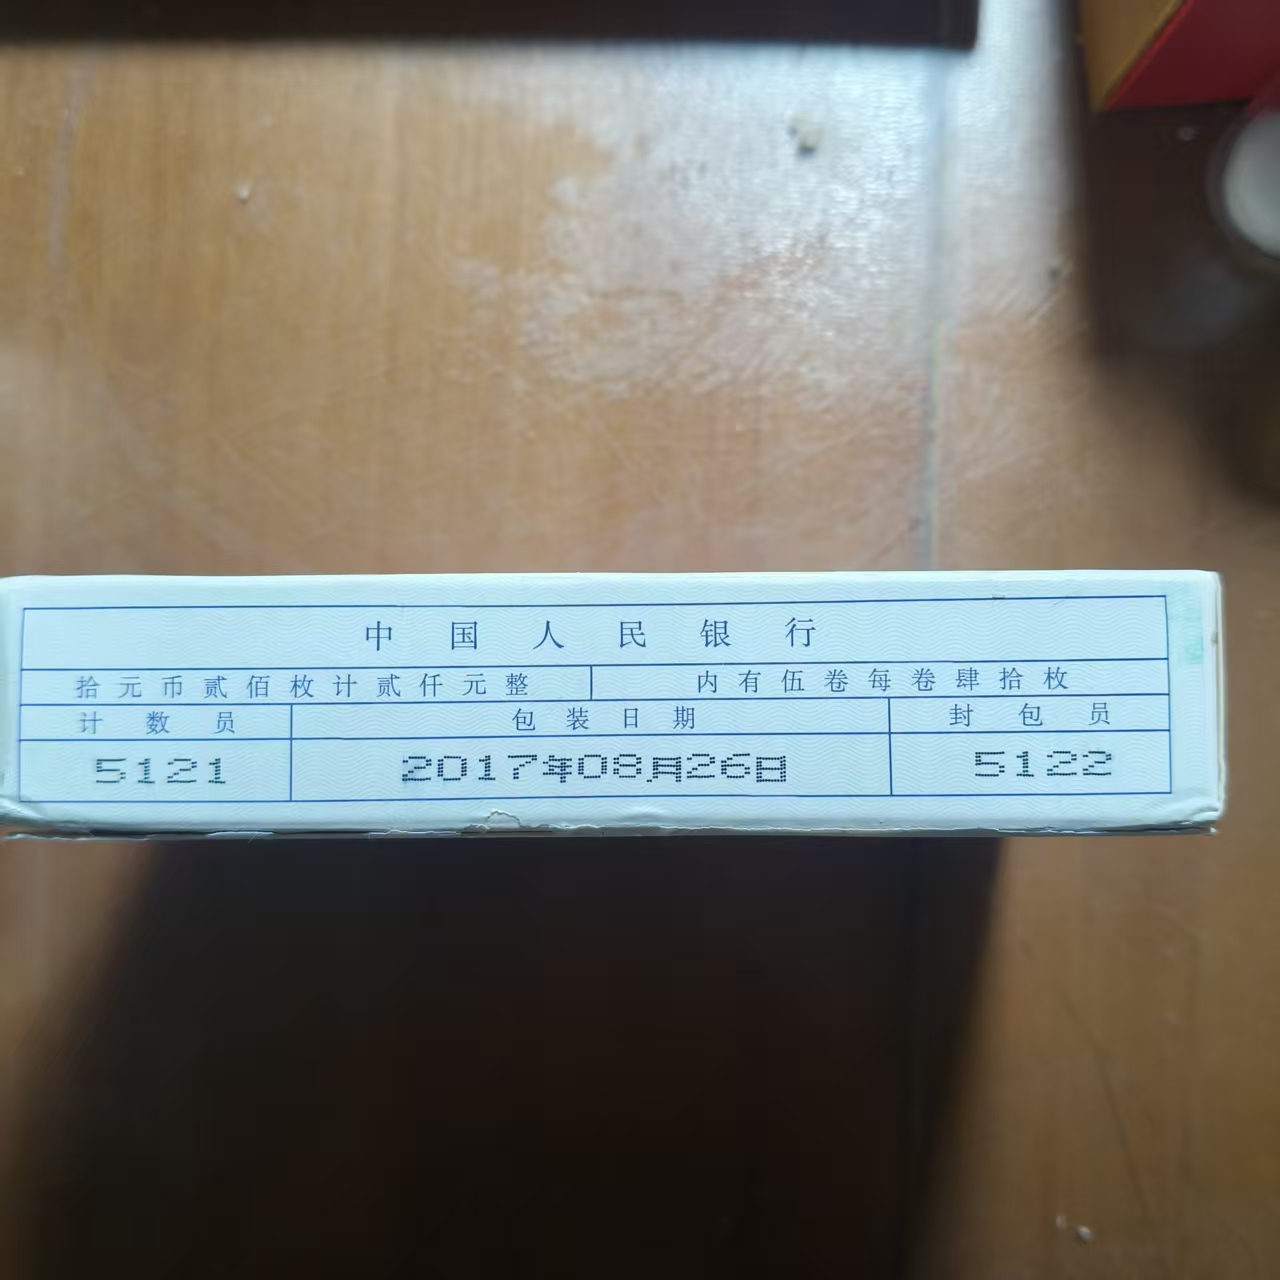 中国人民银行
拾元币贰佰枚计贰仟元整 内有伍卷每卷肆拾枚
计数员 包装日期 封包员
5121 2017年08月26日 5122